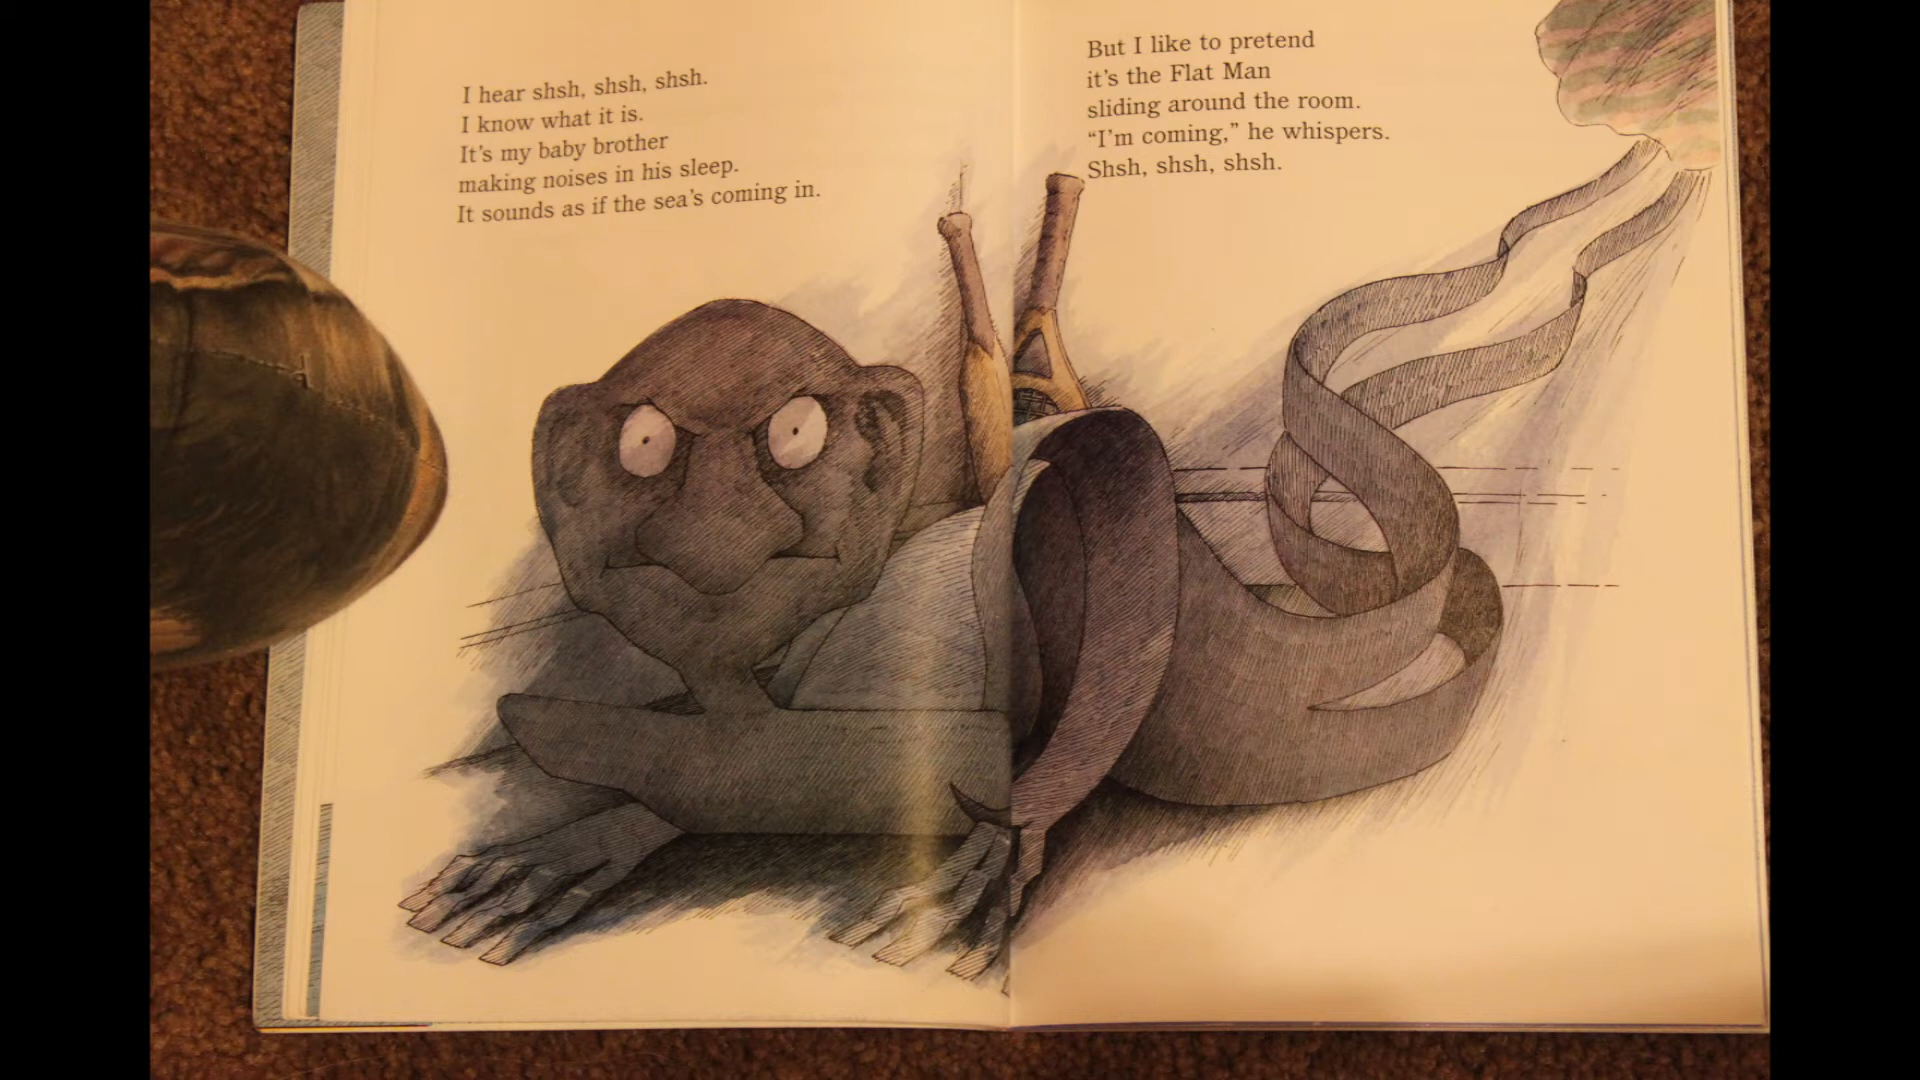 I hear shsh, shsh, shsh.
I know what it is.
It's my baby brother
making noises in his sleep.
It sounds as if the sea's coming in.
But I like to pretend
it's the Flat Man
sliding around the room.
“I'm coming,” he whispers.
Shsh, shsh, shsh.